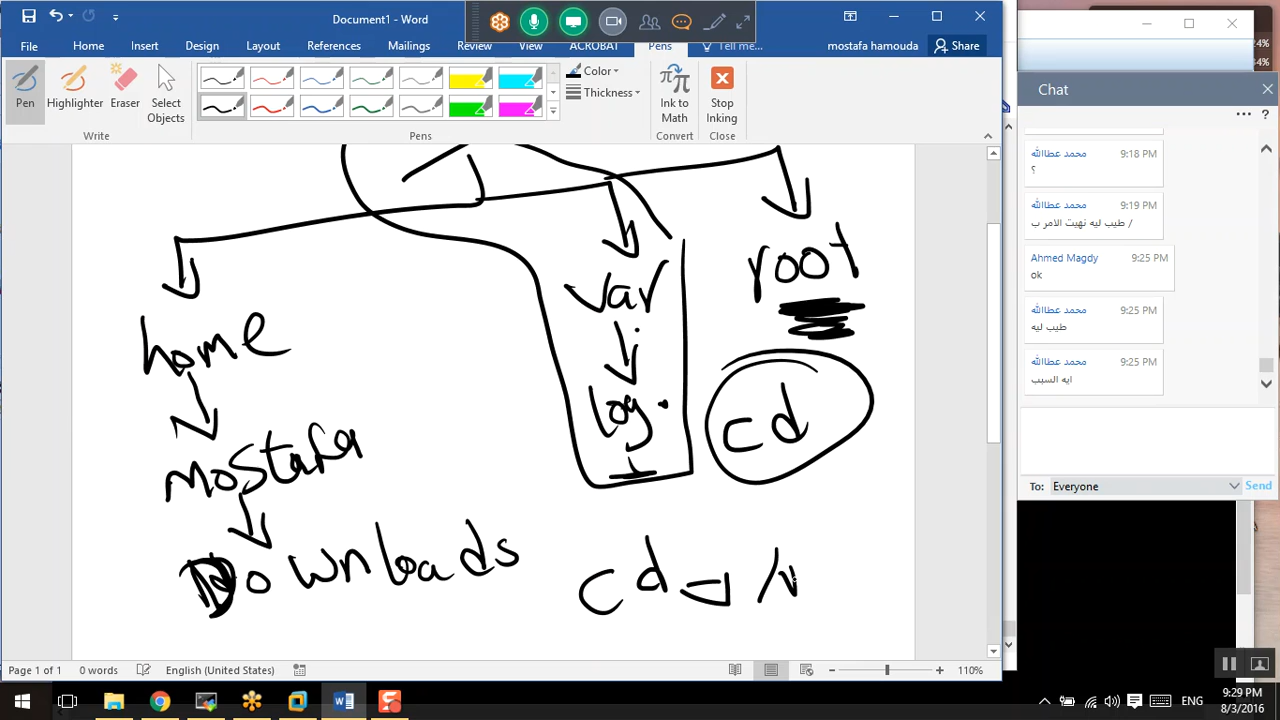 Document1 - Word
File Home Insert Design Layout References Mailings Review View ACROBAT Pens Tell me... mostafa hamouda Share
Pen Highlighter Eraser Select Objects
Color
Thickness
Ink to Math
Stop Inking
Write Pens Convert Close
Chat
محمد عطاالله 9:18 PM
؟
محمد عطاالله 9:19 PM
طيب ليه نهيت الامر ب /
Ahmed Magdy 9:25 PM
ok
محمد عطاالله 9:25 PM
طيب ليه
محمد عطاالله 9:25 PM
ايه السبب
To: Everyone Send
root
var
home
log
cd
mostafa
Downloads
cd
Page 1 of 1 0 words English (United States) 110%
ENG 9:29 PM
8/3/2016